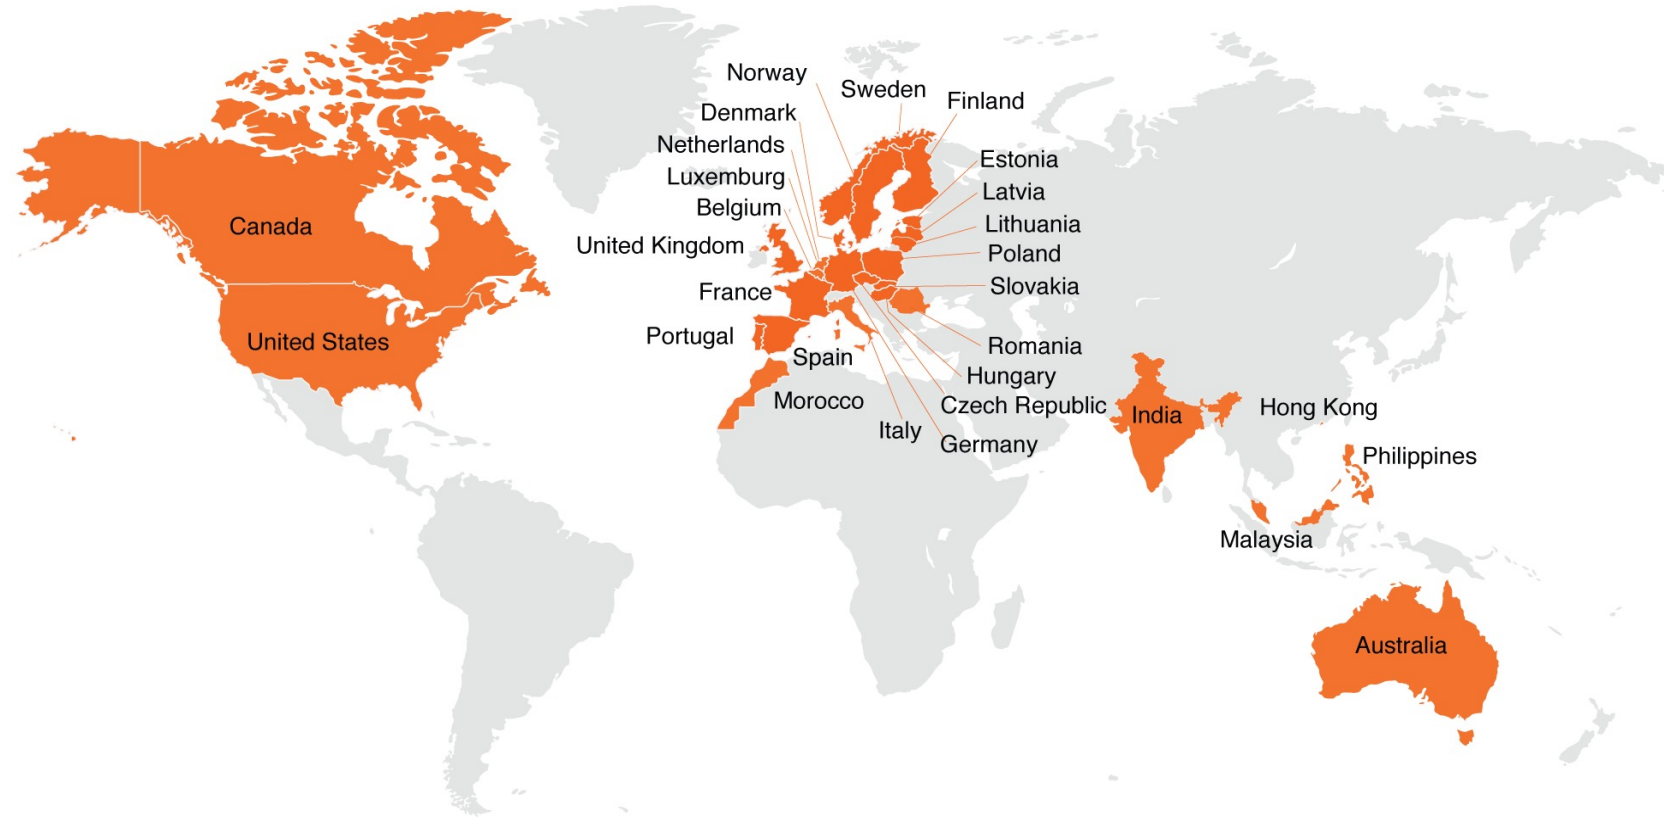 Norway
Sweden
Finland
Denmark
Netherlands
Estonia
Luxemburg
Latvia
Belgium
Lithuania
Canada
United Kingdom
Poland
Slovakia
France
Portugal
United States
Spain
Romania
Hungary
Morocco
Czech Republic
India
Hong Kong
Italy
Germany
Philippines
Malaysia
Australia